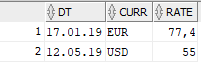 DT CURR RATE
1 17.01.19 EUR 77,4
2 12.05.19 USD 55